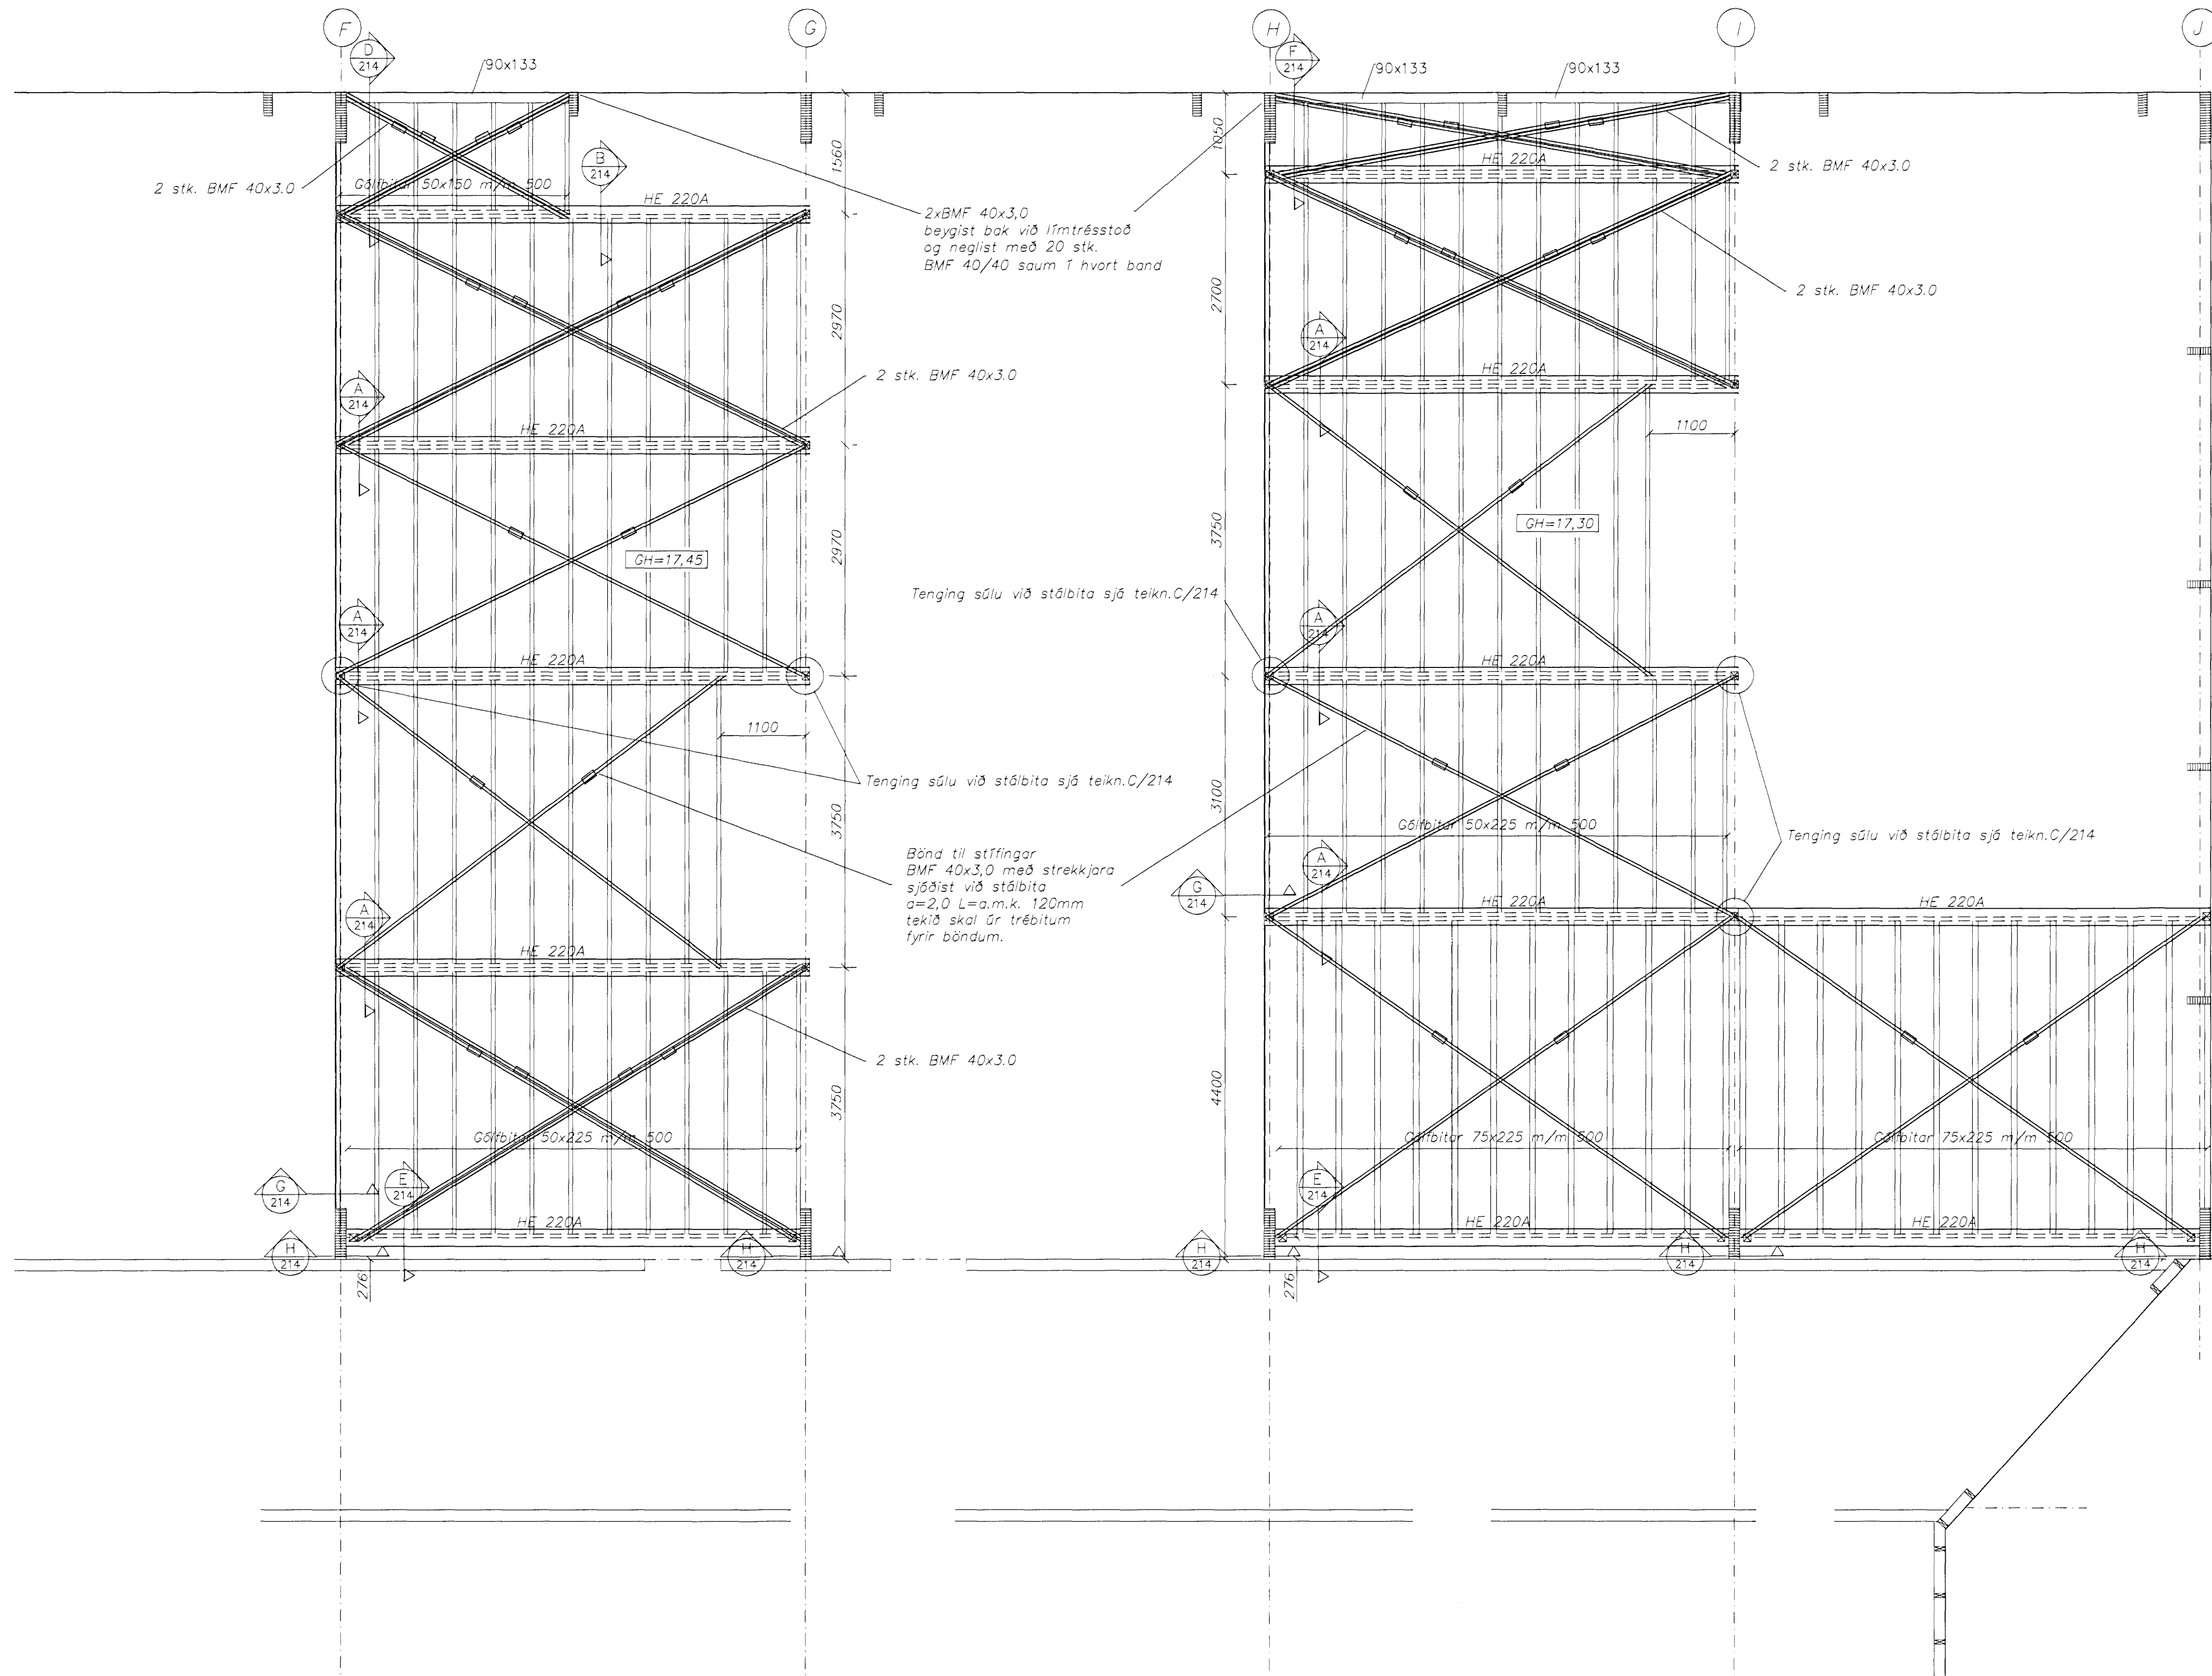 F
G
H
I
J
D
214
90x133
F
214
90x133
90x133
1560
1050
B
214
2 stk. BMF 40x3.0
Gólfbitar 50x150 m/m 500
HE 220A
HE 220A
2 stk. BMF 40x3.0
2xBMF 40x3,0
beygist bak við límtrésstoð
og neglist með 20 stk.
BMF 40/40 saum í hvort band
2970
2700
2 stk. BMF 40x3.0
A
214
2 stk. BMF 40x3.0
A
214
HE 220A
HE 220A
1100
2970
3750
GH=17,45
GH=17,30
Tenging súlu við stálbita sjá teikn.C/214
A
214
A
214
HE 220A
HE 220A
1100
Tenging súlu við stálbita sjá teikn.C/214
3750
3100
Gólfbitar 50x225 m/m 500
Tenging súlu við stálbita sjá teikn.C/214
Bönd til stífingar
BMF 40x3,0 með strekkjara
sjóðist við stálbita
a=2,0 L=a.m.k. 120mm
tekið skal úr trébitum
fyrir böndum.
A
214
G
214
A
214
HE 220A
HE 220A
HE 220A
2 stk. BMF 40x3.0
3750
4400
Gólfbitar 50x225 m/m 500
Gólfbitar 75x225 m/m 500
Gólfbitar 75x225 m/m 500
G
214
E
214
E
214
HE 220A
HE 220A
HE 220A
H
214
H
214
H
214
H
214
H
214
276
276